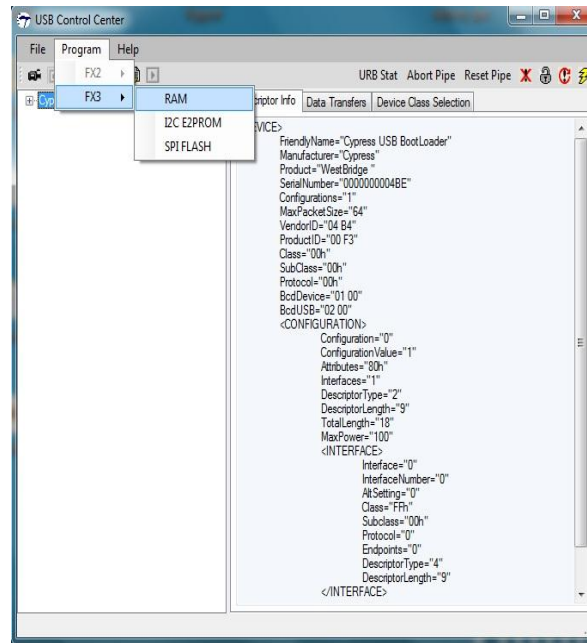 USB Control Center
File Program Help
FX2
URB Stat Abort Pipe Reset Pipe
FX3
RAM
I2C E2PROM
SPI FLASH
Cyp
riptor Info Data Transfers Device Class Selection
VICE>
FriendlyName="Cypress USB BootLoader"
Manufacturer="Cypress"
Product="WestBridge "
SerialNumber="0000000004BE"
Configurations="1"
MaxPacketSize="64"
VendorID="04 B4"
ProductID="00 F3"
Class="00h"
SubClass="00h"
Protocol="00h"
BcdDevice="01 00"
BcdUSB="02 00"
<CONFIGURATION>
Configuration="0"
ConfigurationValue="1"
Attributes="80h"
Interfaces="1"
DescriptorType="2"
DescriptorLength="9"
TotalLength="18"
MaxPower="100"
<INTERFACE>
Interface="0"
InterfaceNumber="0"
AltSetting="0"
Class="FFh"
Subclass="00h"
Protocol="0"
Endpoints="0"
DescriptorType="4"
DescriptorLength="9"
</INTERFACE>